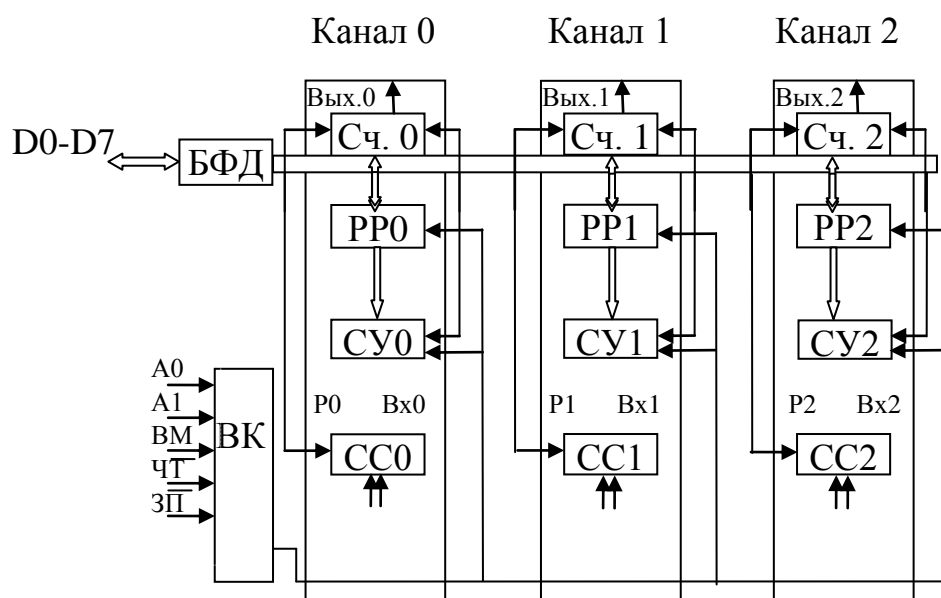 Канал 0 Канал 1 Канал 2
Вых.0 Вых.1 Вых.2
Сч. 0 Сч. 1 Сч. 2
D0-D7
БФД
РР0 РР1 РР2
СУ0 СУ1 СУ2
А0
А1
ВМ
ЧТ
ЗП
ВК
Р0 Вх0 Р1 Вх1 Р2 Вх2
СС0 СС1 СС2